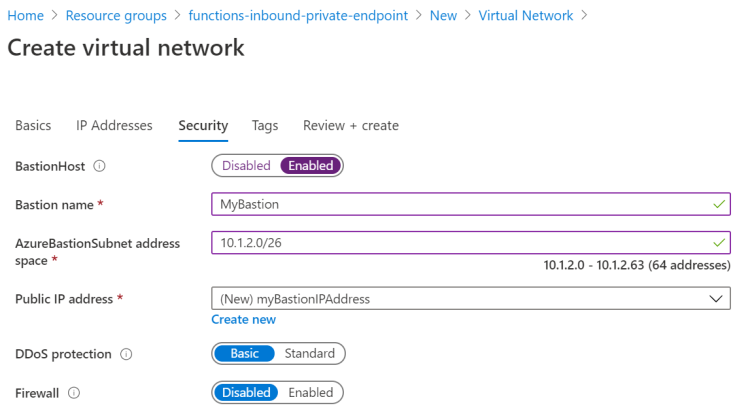 Home > Resource groups > functions-inbound-private-endpoint > New > Virtual Network >
Create virtual network
Basics IP Addresses Security Tags Review + create
BastionHost Disabled Enabled
Bastion name * MyBastion
AzureBastionSubnet address space * 10.1.2.0/26
10.1.2.0 - 10.1.2.63 (64 addresses)
Public IP address * (New) myBastionIPAddress
Create new
DDoS protection Basic Standard
Firewall Disabled Enabled